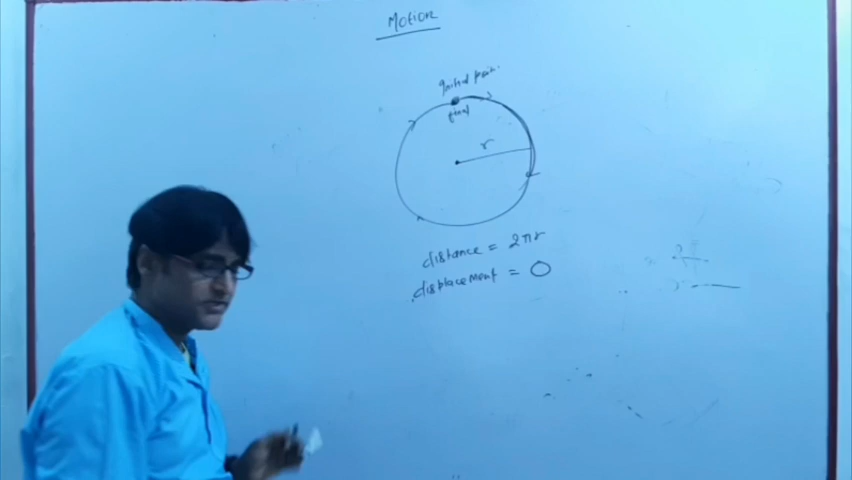 Motion
Initial point
final
r
distance = 2πr
displacement = 0